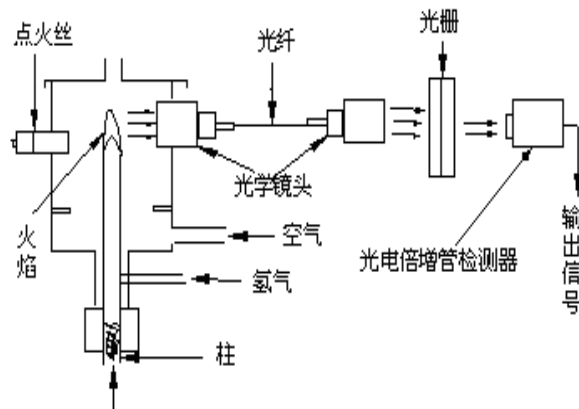 点火丝
光纤
光栅
光学镜头
火焰
空气
氢气
柱
光电倍增管检测器
输出信号